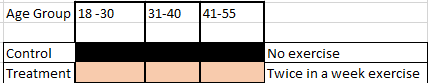 Age Group 18 -30 31-40 41-55
Control No exercise
Treatment Twice in a week exercise